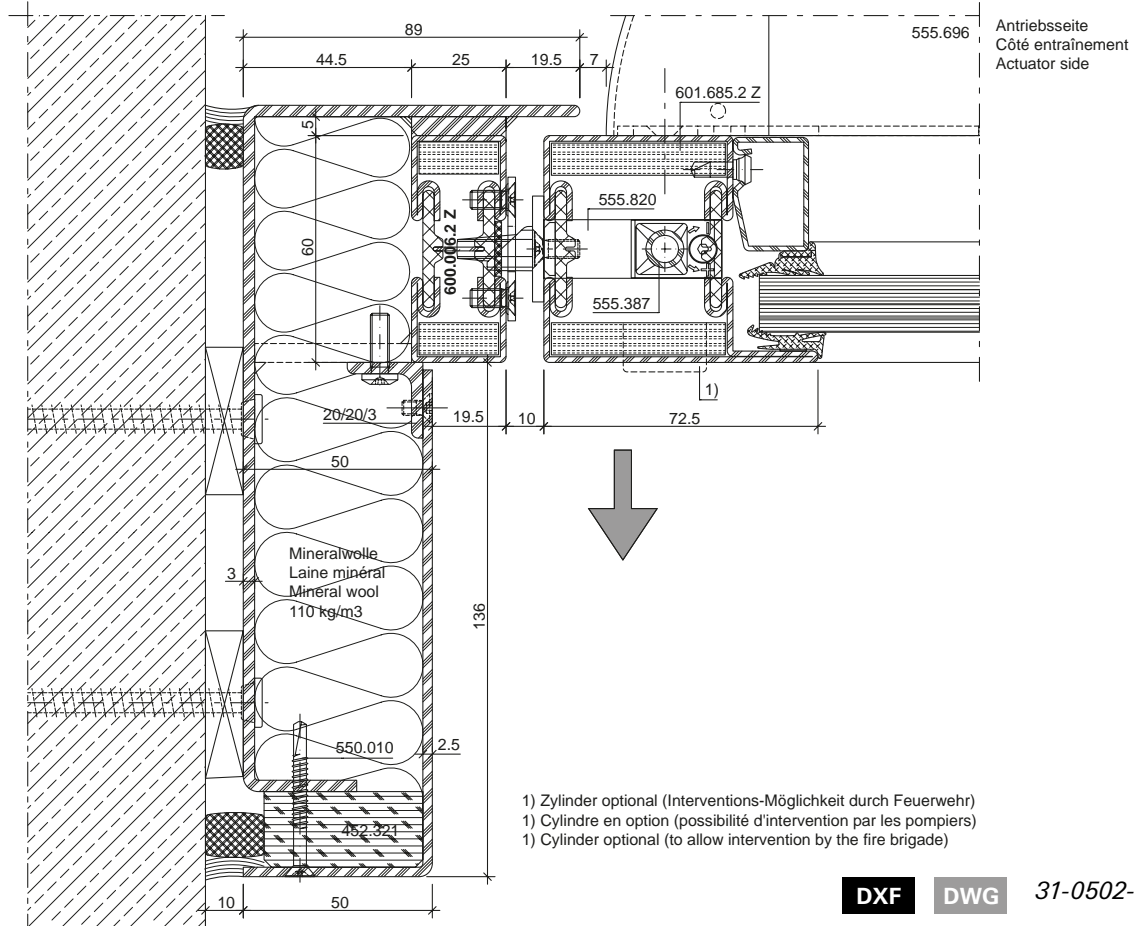 89
44.5
25
19.5
7
555.696
Antriebsseite
Côté entraînement
Actuator side
601.685.2 Z
5
60
600.006.2 Z
555.820
555.387
1)
20/20/3
19.5
10
72.5
50
Mineralwolle
Laine minéral
Mineral wool
110 kg/m3
3
136
550.010
2.5
452.321
1) Zylinder optional (Interventions-Möglichkeit durch Feuerwehr)
1) Cylindre en option (possibilité d'intervention par les pompiers)
1) Cylinder optional (to allow intervention by the fire brigade)
10
50
DXF
DWG
31-0502-